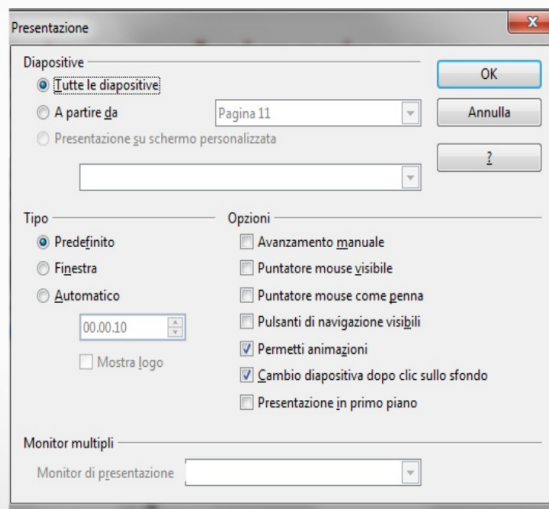 Presentazione
Diapositive
Tutte le diapositive
A partire da
Pagina 11
Presentazione su schermo personalizzata
OK
Annulla
?
Tipo
Predefinito
Finestra
Automatico
00.00.10
Mostra logo
Opzioni
Avanzamento manuale
Puntatore mouse visibile
Puntatore mouse come penna
Pulsanti di navigazione visibili
Permetti animazioni
Cambio diapositiva dopo clic sullo sfondo
Presentazione in primo piano
Monitor multipli
Monitor di presentazione